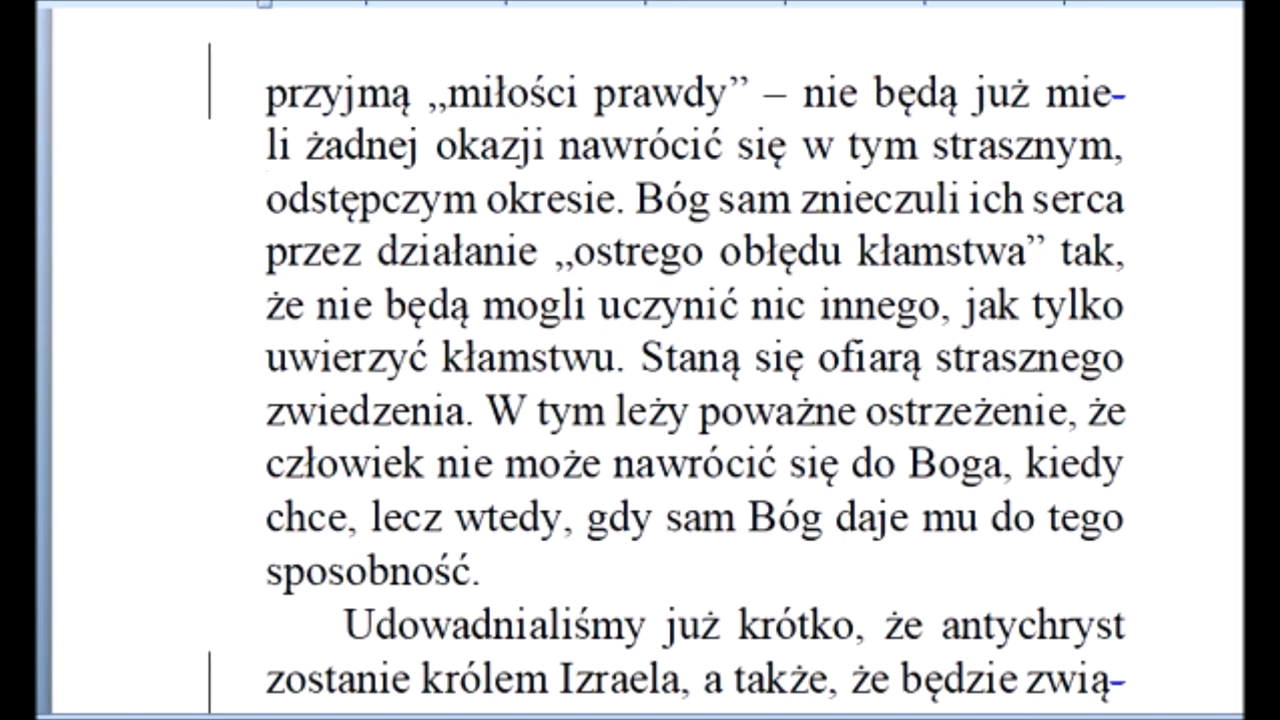 przyjmą „miłości prawdy” – nie będą już mie-
li żadnej okazji nawrócić się w tym strasznym,
odstępczym okresie. Bóg sam znieczuli ich serca
przez działanie „ostrego obłędu kłamstwa” tak,
że nie będą mogli uczynić nic innego, jak tylko
uwierzyć kłamstwu. Staną się ofiarą strasznego
zwiedzenia. W tym leży poważne ostrzeżenie, że
człowiek nie może nawrócić się do Boga, kiedy
chce, lecz wtedy, gdy sam Bóg daje mu do tego
sposobność.
Udowadnialiśmy już krótko, że antychryst
zostanie królem Izraela, a także, że będzie zwią-